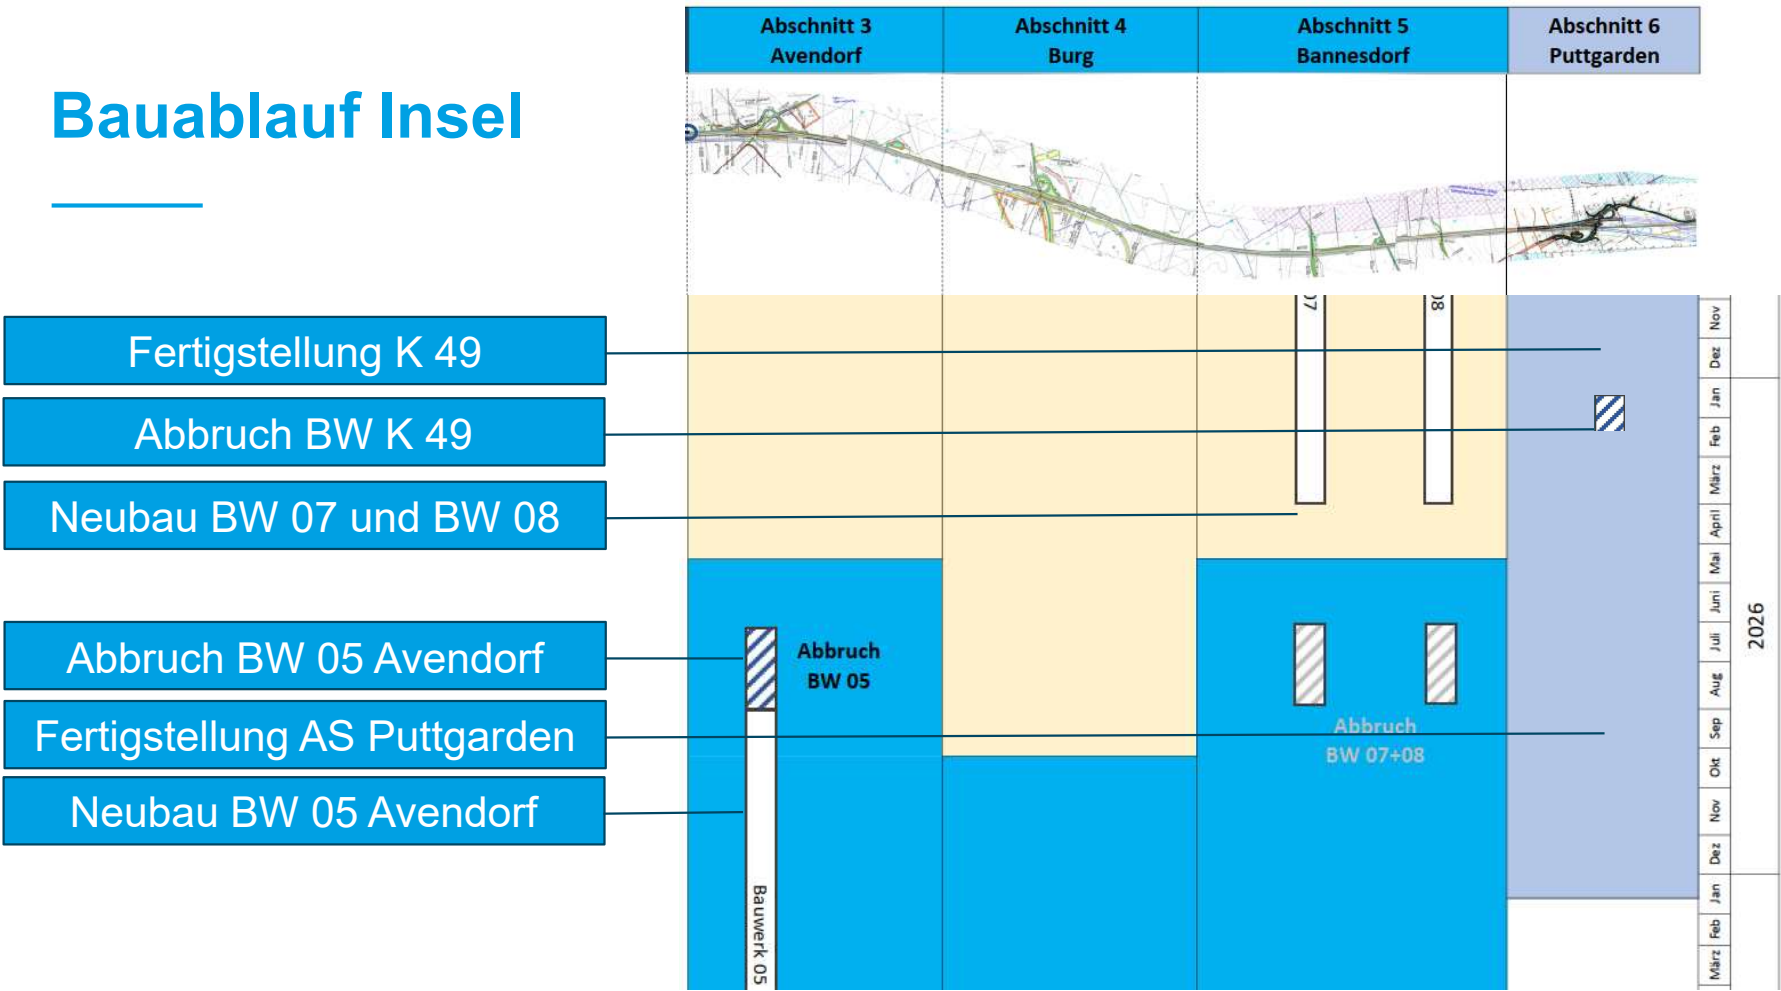 Bauablauf Insel
Abschnitt 3
Avendorf
Abschnitt 4
Burg
Abschnitt 5
Bannesdorf
Abschnitt 6
Puttgarden
Fertigstellung K 49
Abbruch BW K 49
Neubau BW 07 und BW 08
Abbruch BW 05 Avendorf
Fertigstellung AS Puttgarden
Neubau BW 05 Avendorf
07
08
Abbruch
BW 05
Abbruch
BW 07+08
Bauwerk 05
Nov
Dez
Jan
Feb
März
April
Mai
Juni
Juli
Aug
Sep
Okt
Nov
Dez
Jan
Feb
März
2026